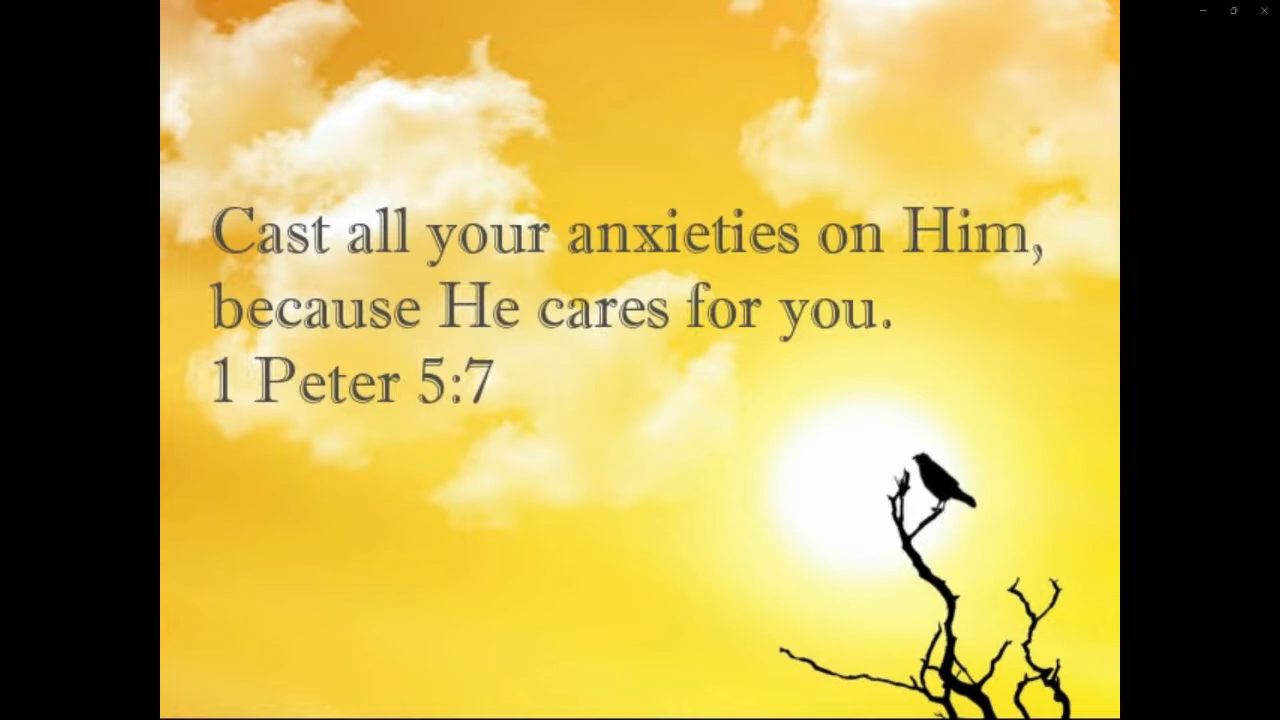 Cast all your anxieties on Him,
because He cares for you.
1 Peter 5:7